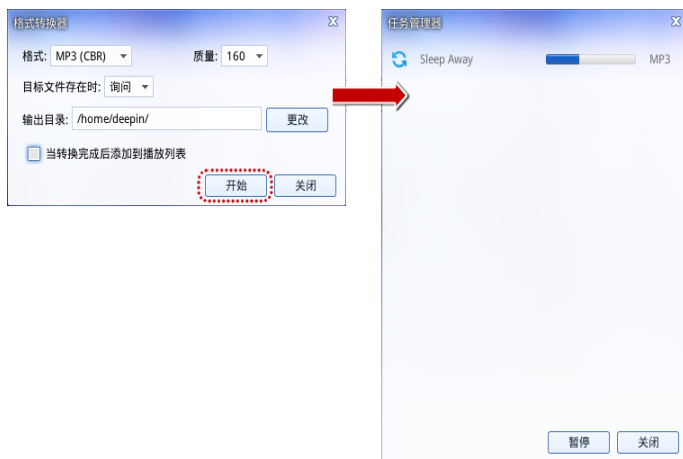 格式转换器
格式: MP3 (CBR) 质量: 160
目标文件存在时: 询问
输出目录: /home/deepin/ 更改
当转换完成后添加到播放列表
开始 关闭
任务管理器
Sleep Away MP3
暂停 关闭